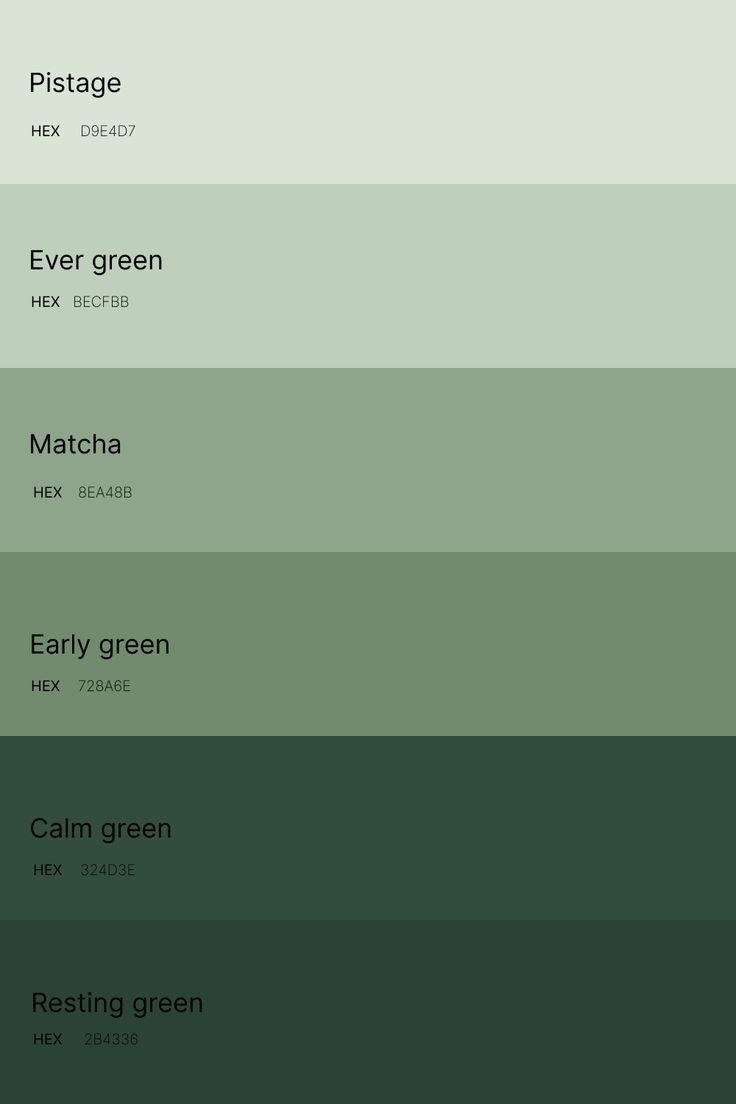 Pistage
HEX D9E4D7
Ever green
HEX BECFBB
Matcha
HEX 8EA48B
Early green
HEX 728A6E
Calm green
HEX 324D3E
Resting green
HEX 2B4336